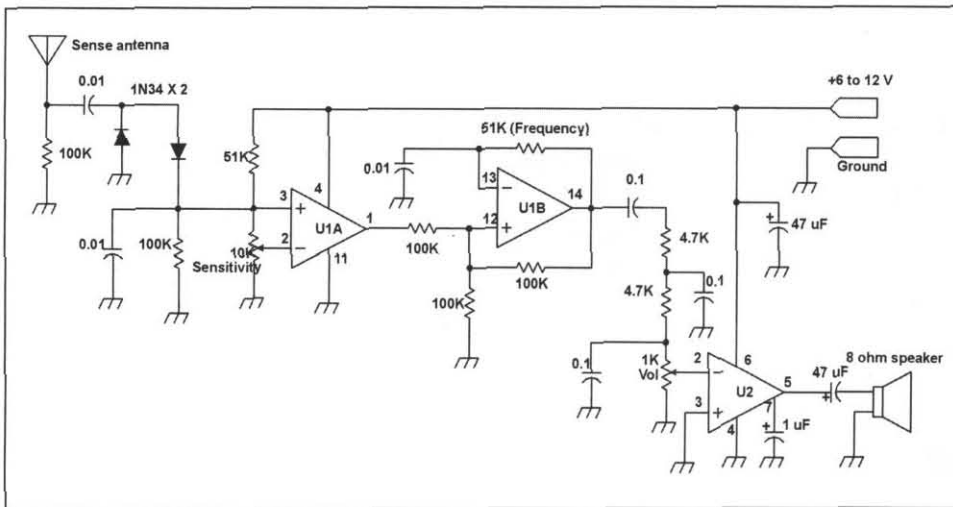 Sense antenna
0.01
1N34 X 2
+6 to 12 V
100K
51K
51K (Frequency)
0.01
Ground
3
4
+
U1A
1
2
−
11
13
−
U1B
14
12
+
0.1
47 uF
+
0.01
100K
10K
Sensitivity
100K
100K
100K
4.7K
4.7K
0.1
0.1
1K
Vol
2
−
6
U2
5
3
+
7
4
47 uF
+
8 ohm speaker
+
1 uF